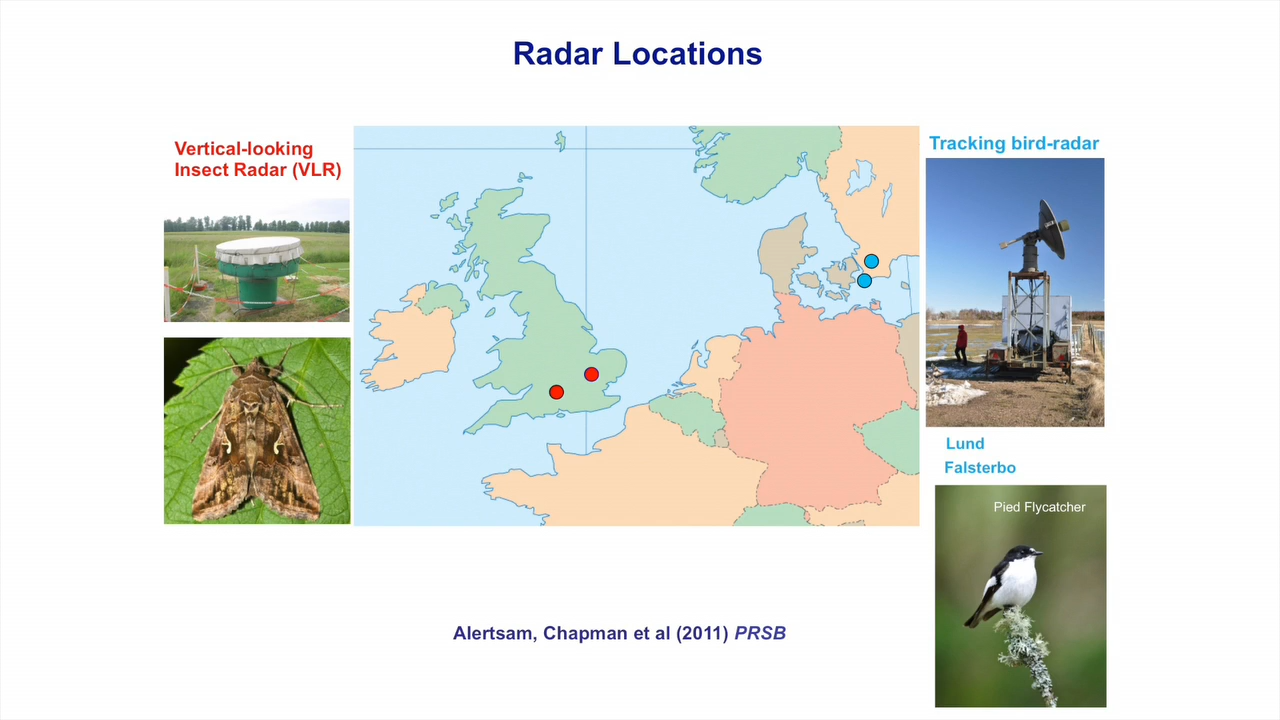 Radar Locations
Vertical-looking
Insect Radar (VLR)
Tracking bird-radar
Lund
Falsterbo
Pied Flycatcher
Alertsam, Chapman et al (2011) PRSB